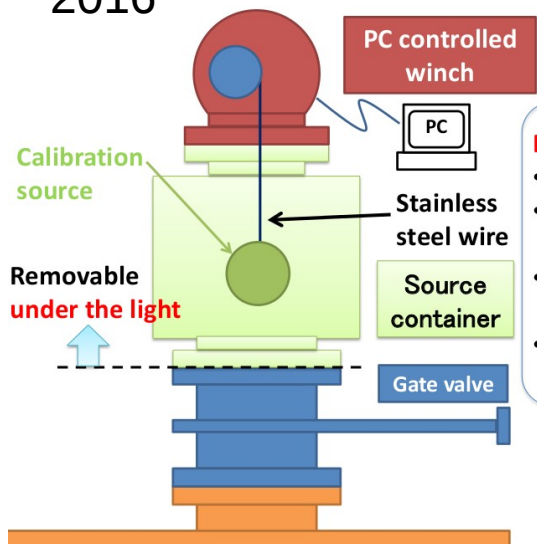 2016
PC controlled
winch
PC
Calibration
source
Stainless
steel wire
Removable
under the light
Source
container
Gate valve